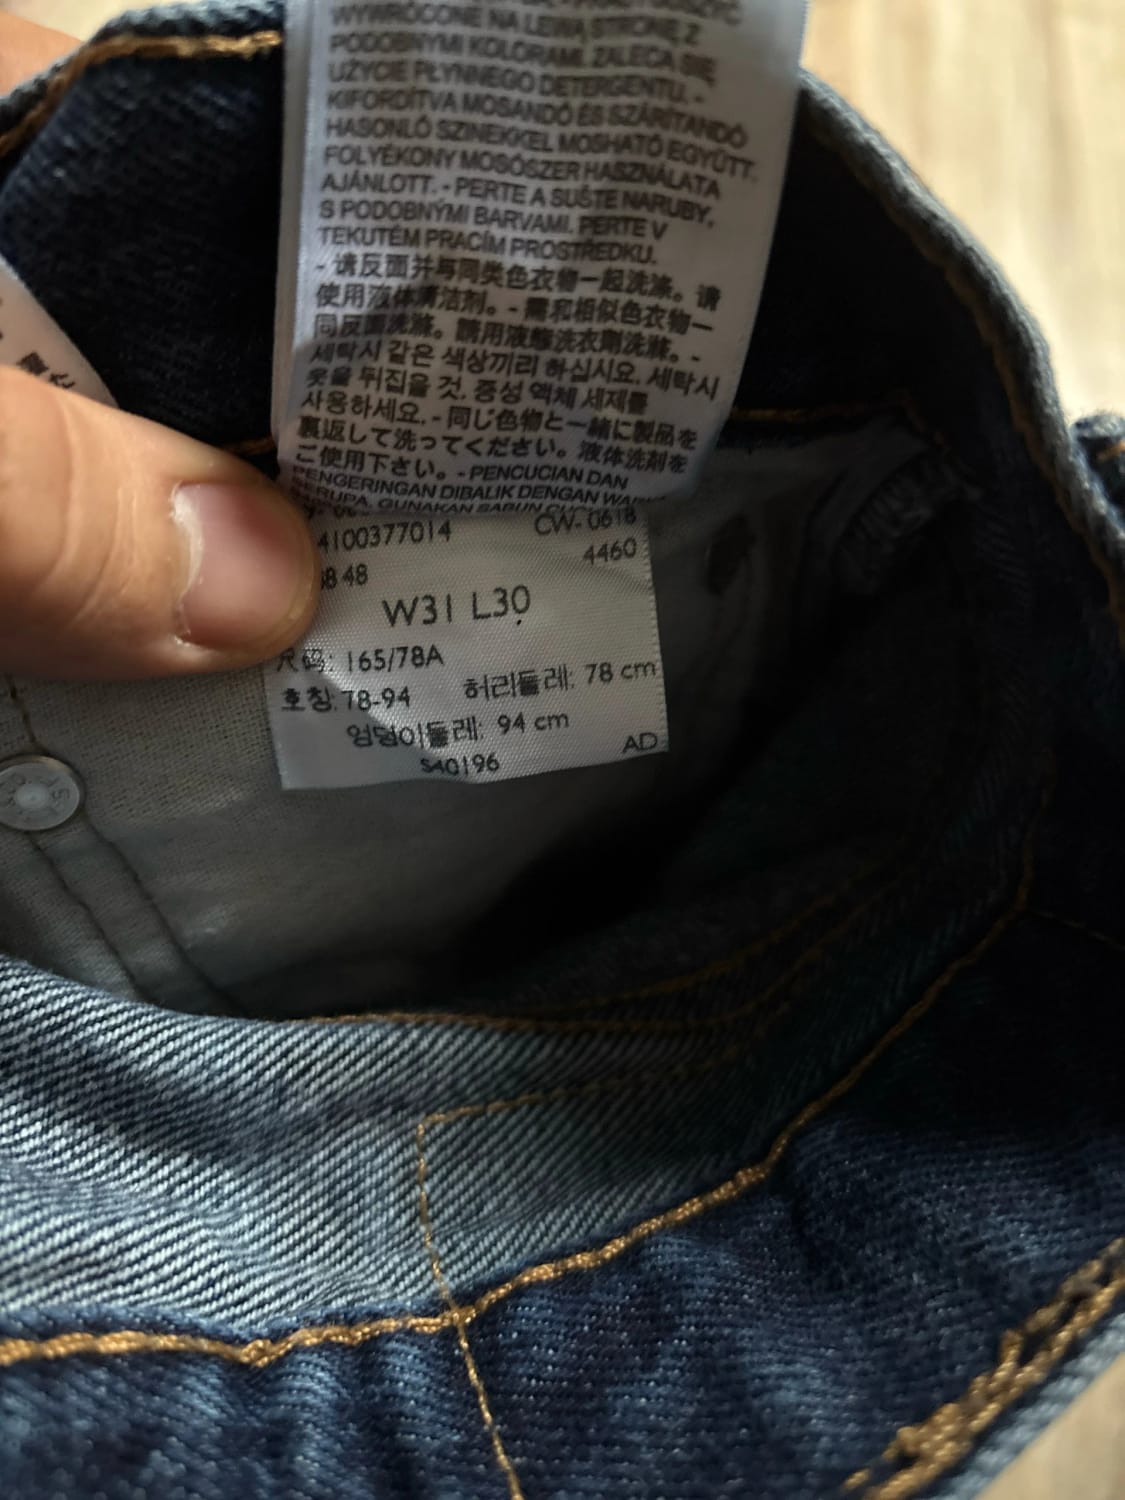 WYWRÓCONE NA LEWĄ STRONĘ Z
PODOBNYMI KOLORAMI. ZALECA SIĘ
UŻYCIE PŁYNNEGO DETERGENTU. -
KIFORDÍTVA MOSANDÓ ÉS SZÁRÍTANDÓ
HASONLÓ SZINEKKEL MOSHATÓ EGYÜTT.
FOLYÉKONY MOSÓSZER HASZNÁLATA
AJÁNLOTT. - PERTE A SUŠTE NARUBY,
S PODOBNÝMI BARVAMI. PERTE V
TEKUTÉM PRACÍM PROSTŘEDKU.
- 请反面并与同类色衣物一起洗涤。请
使用液体清洁剂。- 需和相似色衣物一
同反面洗滌。請用液態洗衣劑洗滌。-
세탁시 같은 색상끼리 하십시요. 세탁시
옷을 뒤집을 것. 중성 액체 세제를
사용하세요. - 同じ色物と一緒に製品を
裏返して洗ってください。液体洗剤を
ご使用下さい。- PENCUCIAN DAN
PENGERINGAN DIBALIK DENGAN
SERUPA. GUNAKAN SABUN
4100377014 CW-0618
48 4460
W31 L30
尺码: 165/78A
호칭: 78-94 허리둘레: 78 cm
엉덩이둘레: 94 cm
S40196 AD